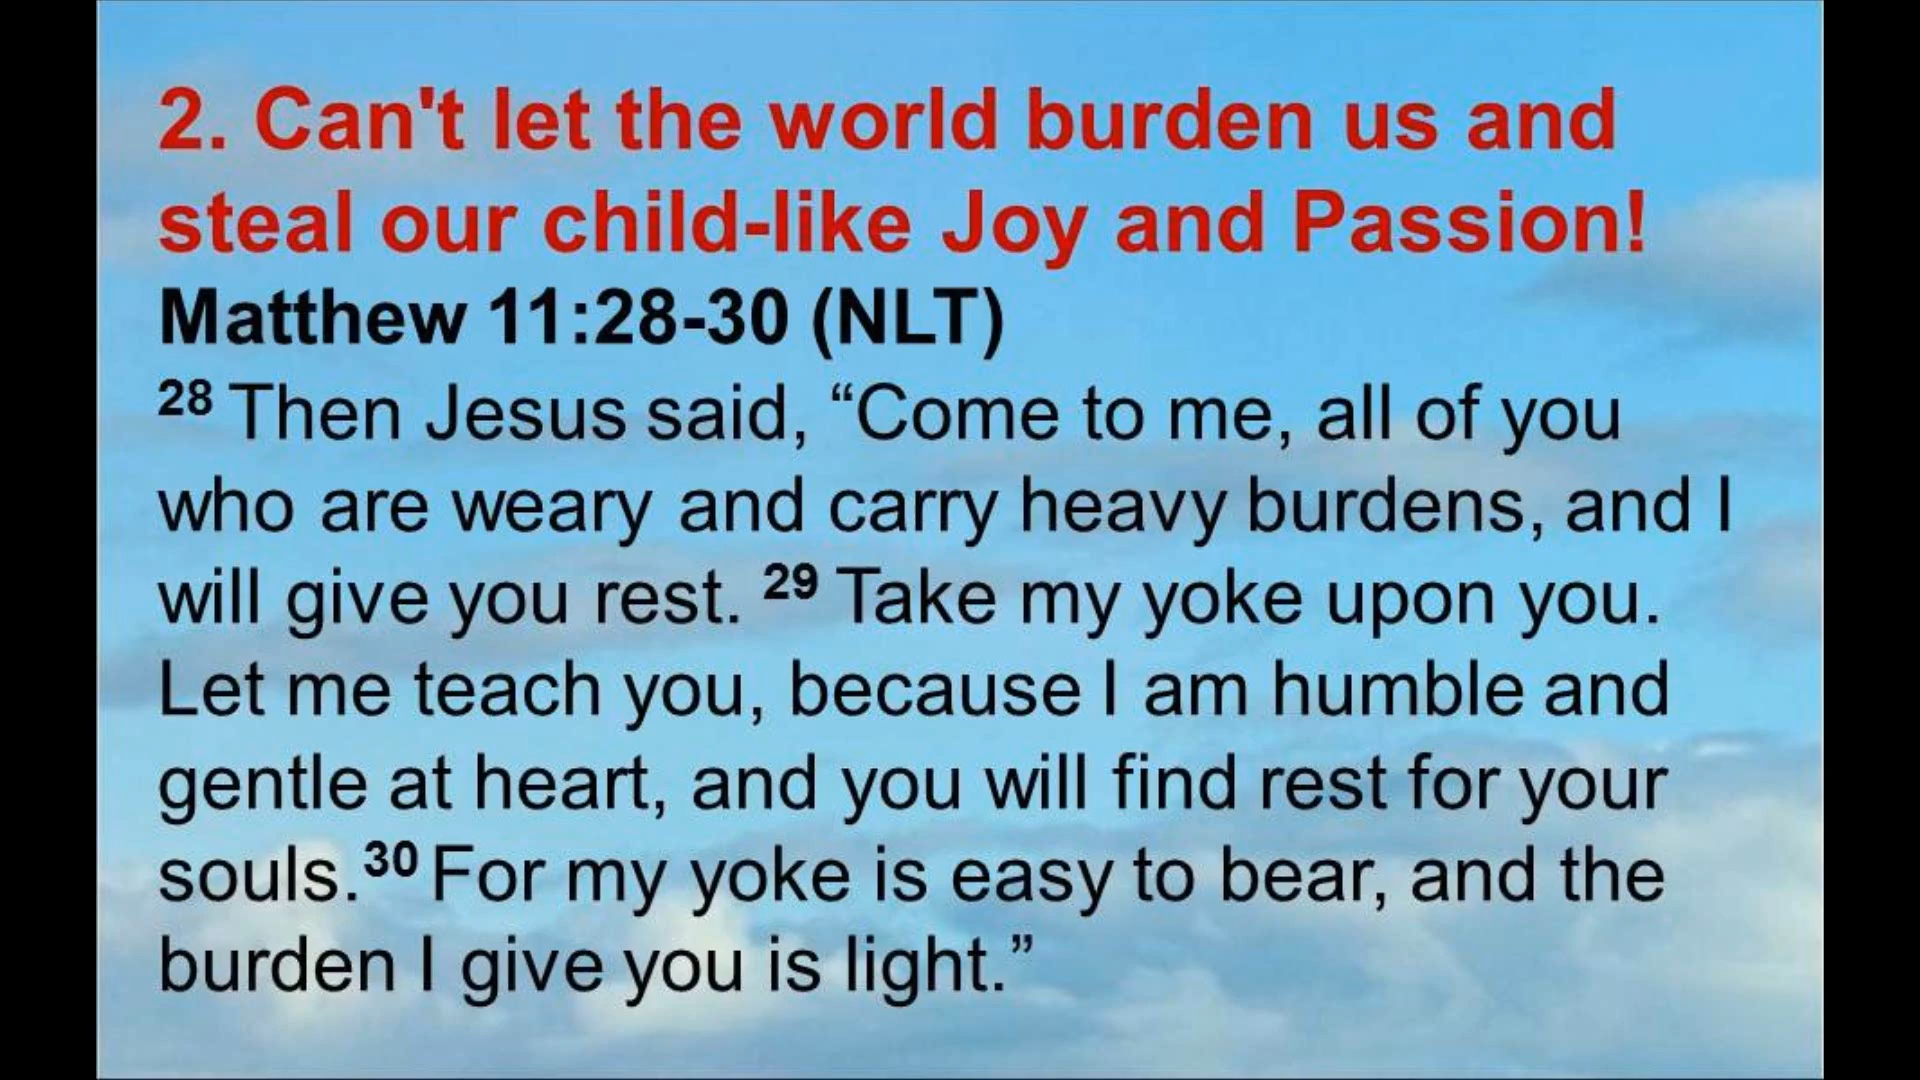 2. Can't let the world burden us and
steal our child-like Joy and Passion!
Matthew 11:28-30 (NLT)
28 Then Jesus said, “Come to me, all of you
who are weary and carry heavy burdens, and I
will give you rest. 29 Take my yoke upon you.
Let me teach you, because I am humble and
gentle at heart, and you will find rest for your
souls.30 For my yoke is easy to bear, and the
burden I give you is light.”